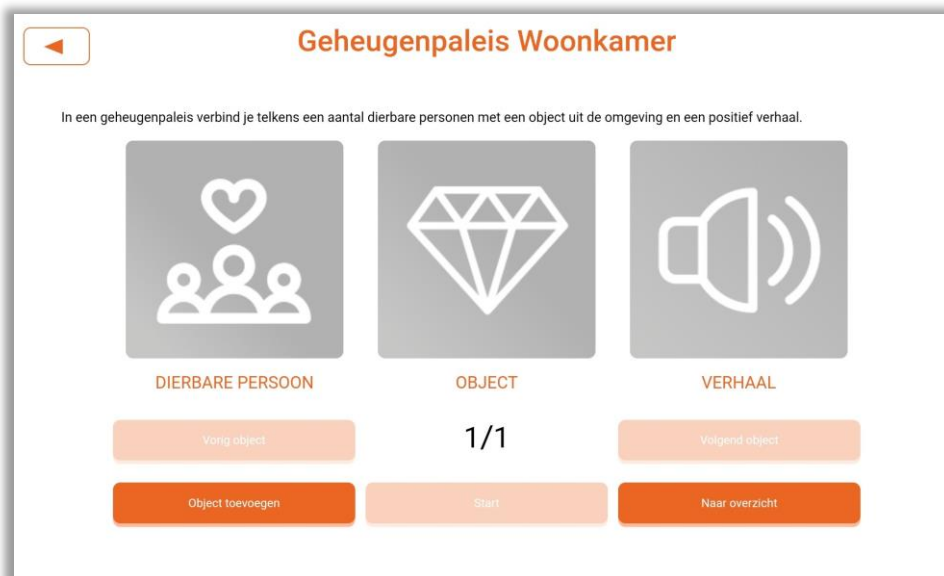 Geheugenpaleis Woonkamer
In een geheugenpaleis verbind je telkens een aantal dierbare personen met een object uit de omgeving en een positief verhaal.
DIERBARE PERSOON
OBJECT
VERHAAL
Vorig object
1/1
Volgend object
Object toevoegen
Start
Naar overzicht